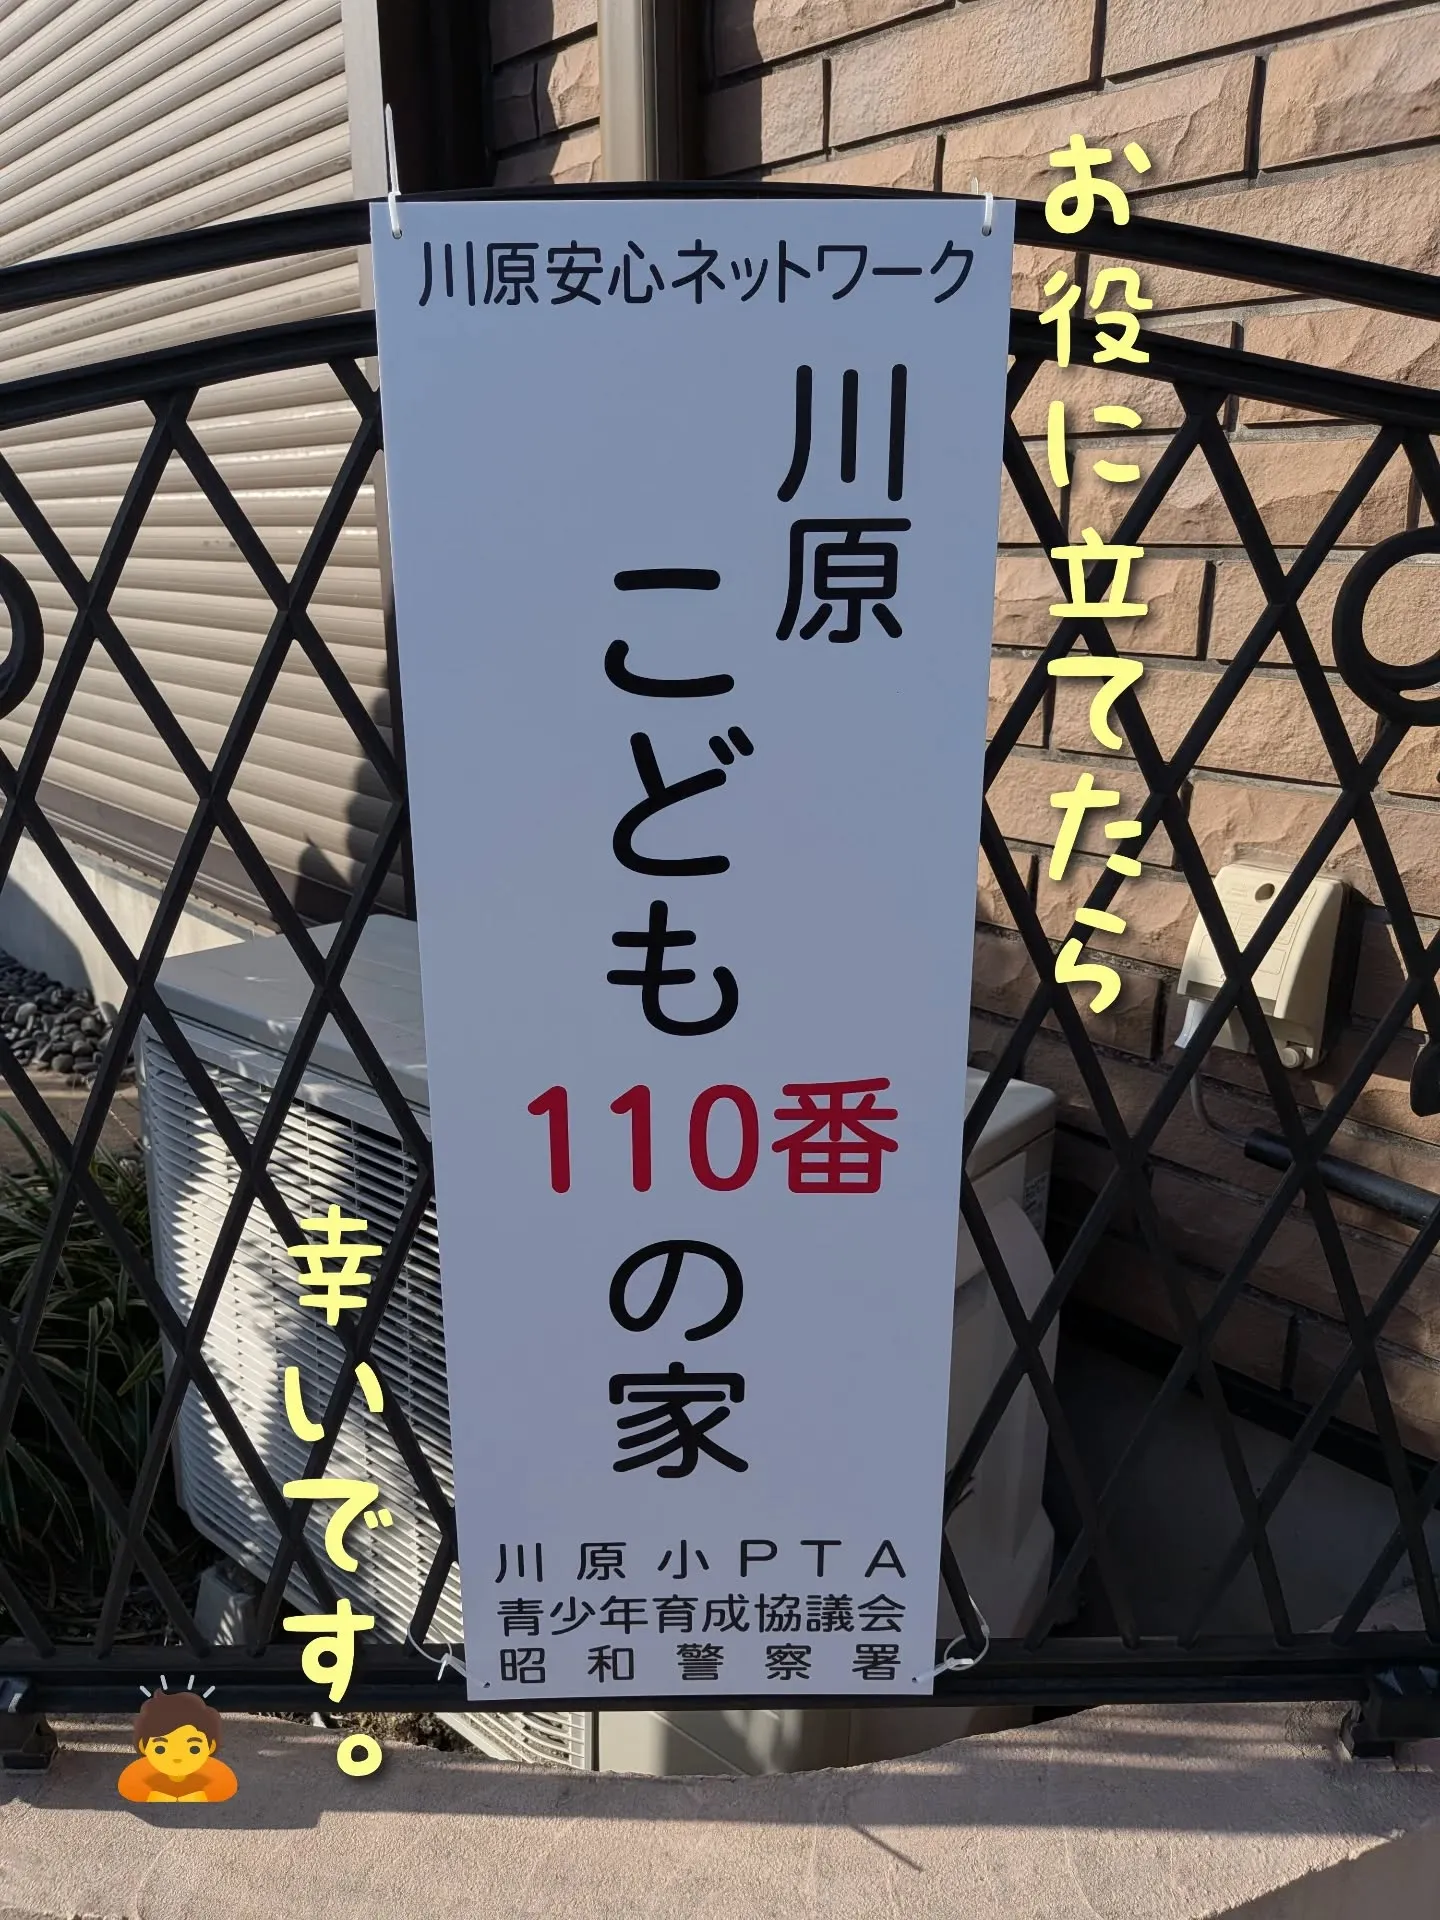 川原安心ネットワーク
川原
こども
110番
の家
川原小PTA
青少年育成協議会
昭和警察署
お役に立てたら
幸いです。